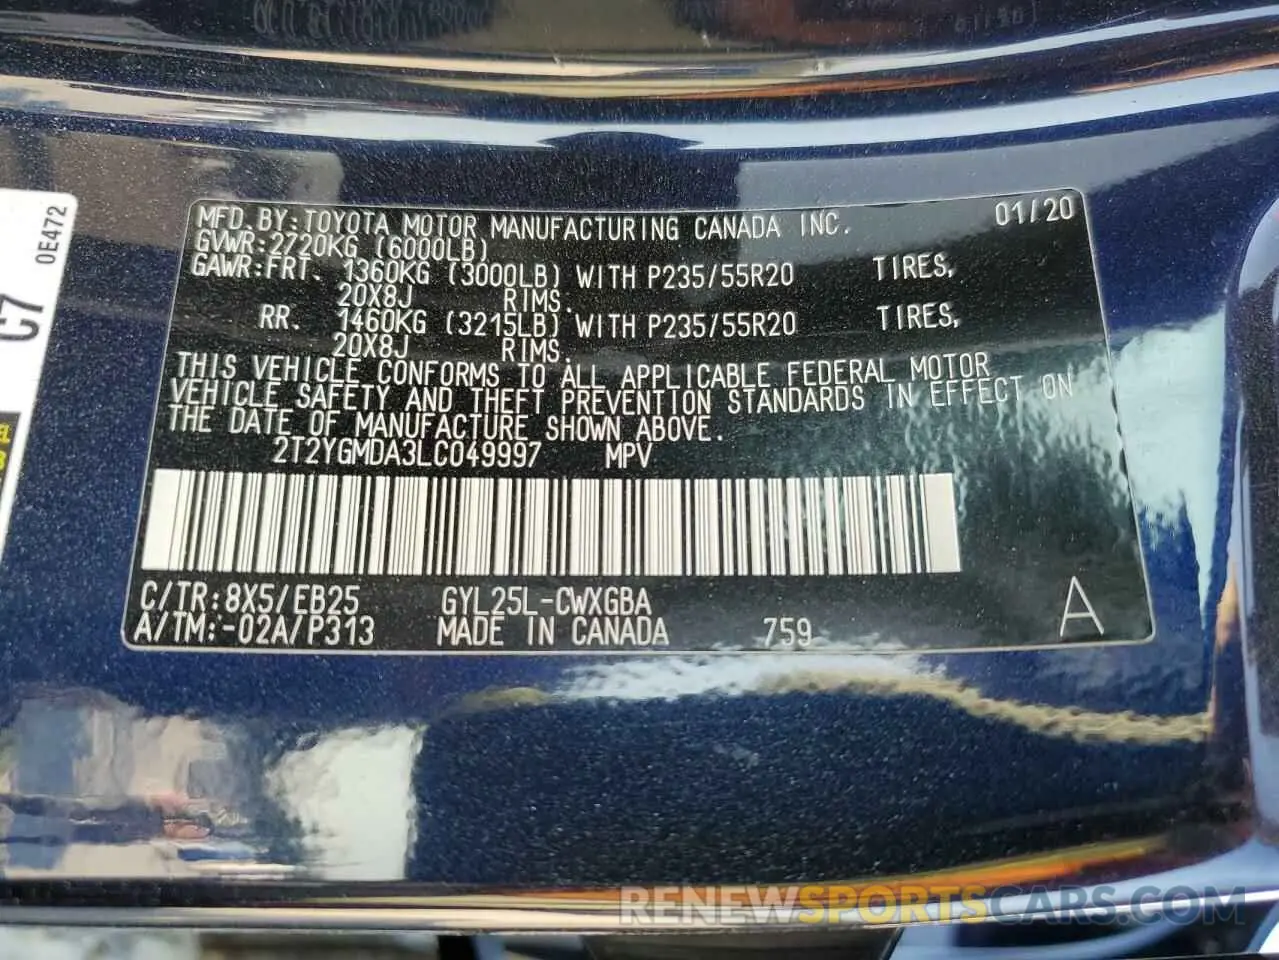 MFD. BY: TOYOTA MOTOR MANUFACTURING CANADA INC. 01/20
GVWR: 2720KG (6000LB)
GAWR: FRT. 1360KG (3000LB) WITH P235/55R20 TIRES,
20X8J RIMS.
RR. 1460KG (3215LB) WITH P235/55R20 TIRES,
20X8J RIMS.
THIS VEHICLE CONFORMS TO ALL APPLICABLE FEDERAL MOTOR
VEHICLE SAFETY AND THEFT PREVENTION STANDARDS IN EFFECT ON
THE DATE OF MANUFACTURE SHOWN ABOVE.
2T2YGMDA3LC049997 MPV
C/TR: 8X5/EB25 GYL25L-CWXGBA
A/TM: -02A/P313 MADE IN CANADA 759 A
0E472
C7
RENEWSPORTSCARS.COM